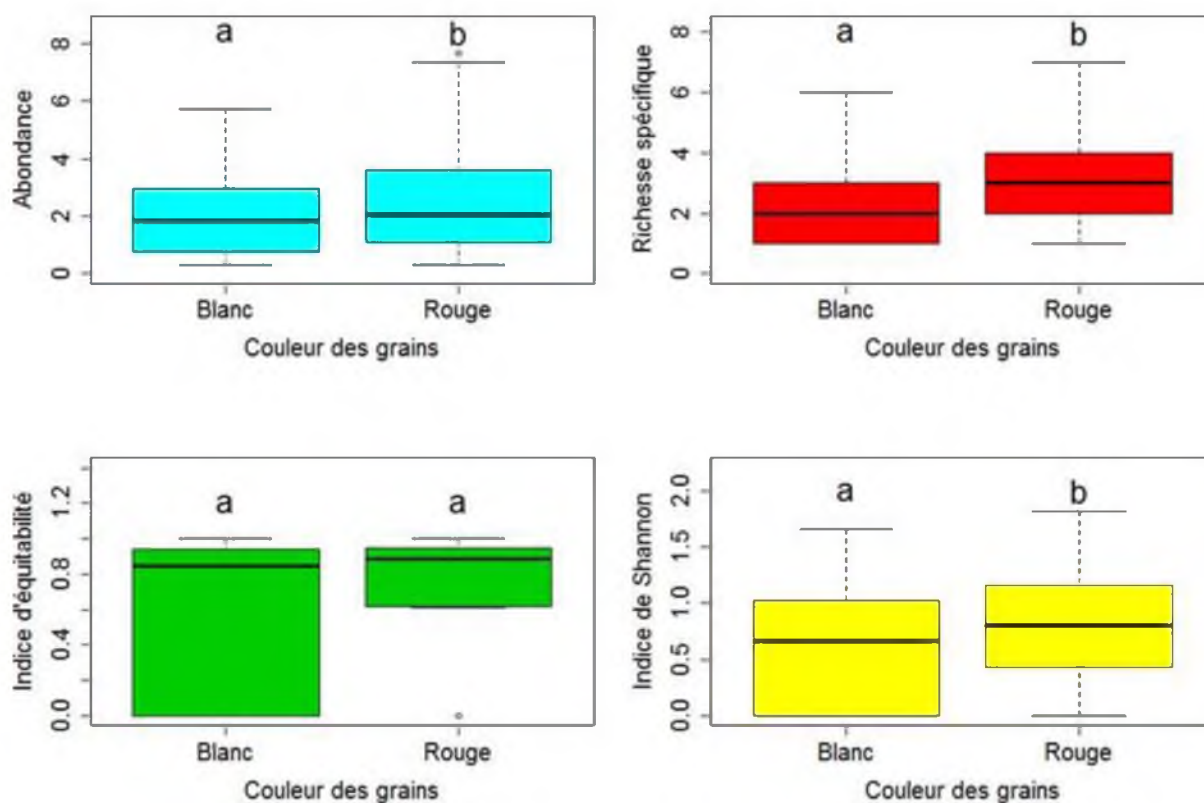 Abondance
0 2 4 6 8
a b
Blanc Rouge
Couleur des grains
Richesse spécifique
0 2 4 6 8
a b
Blanc Rouge
Couleur des grains
Indice d'équitabilité
0.0 0.4 0.8 1.2
a a
Blanc Rouge
Couleur des grains
Indice de Shannon
0.0 0.5 1.0 1.5 2.0
a b
Blanc Rouge
Couleur des grains